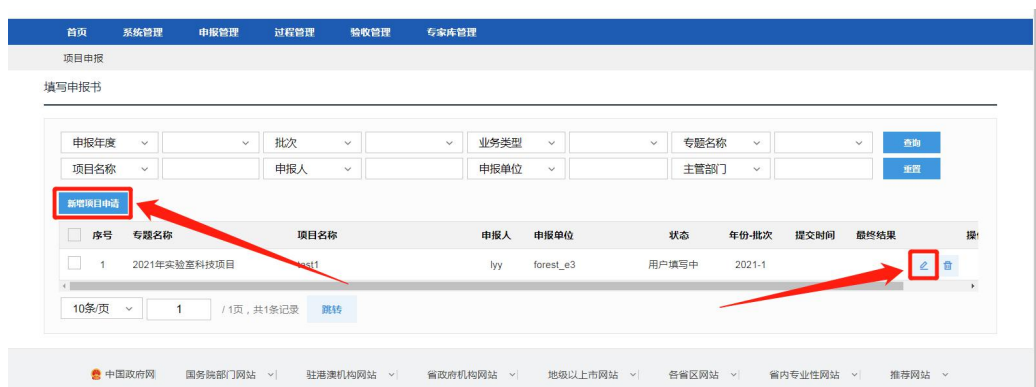 首页 系统管理 申报管理 过程管理 验收管理 专家库管理
项目申报
填写申报书
申报年度 批次 业务类型 专题名称 查询
项目名称 申报人 申报单位 主管部门 重置
新增项目申请
序号 专题名称 项目名称 申报人 申报单位 状态 年份-批次 提交时间 最终结果
1 2021年实验室科技项目 test1 lyy forest_e3 用户填写中 2021-1
10条/页 1 / 1页,共1条记录 跳转
中国政府网 国务院部门网站 驻港澳机构网站 省政府机构网站 地级以上市网站 各省区网站 省内专业性网站 推荐网站